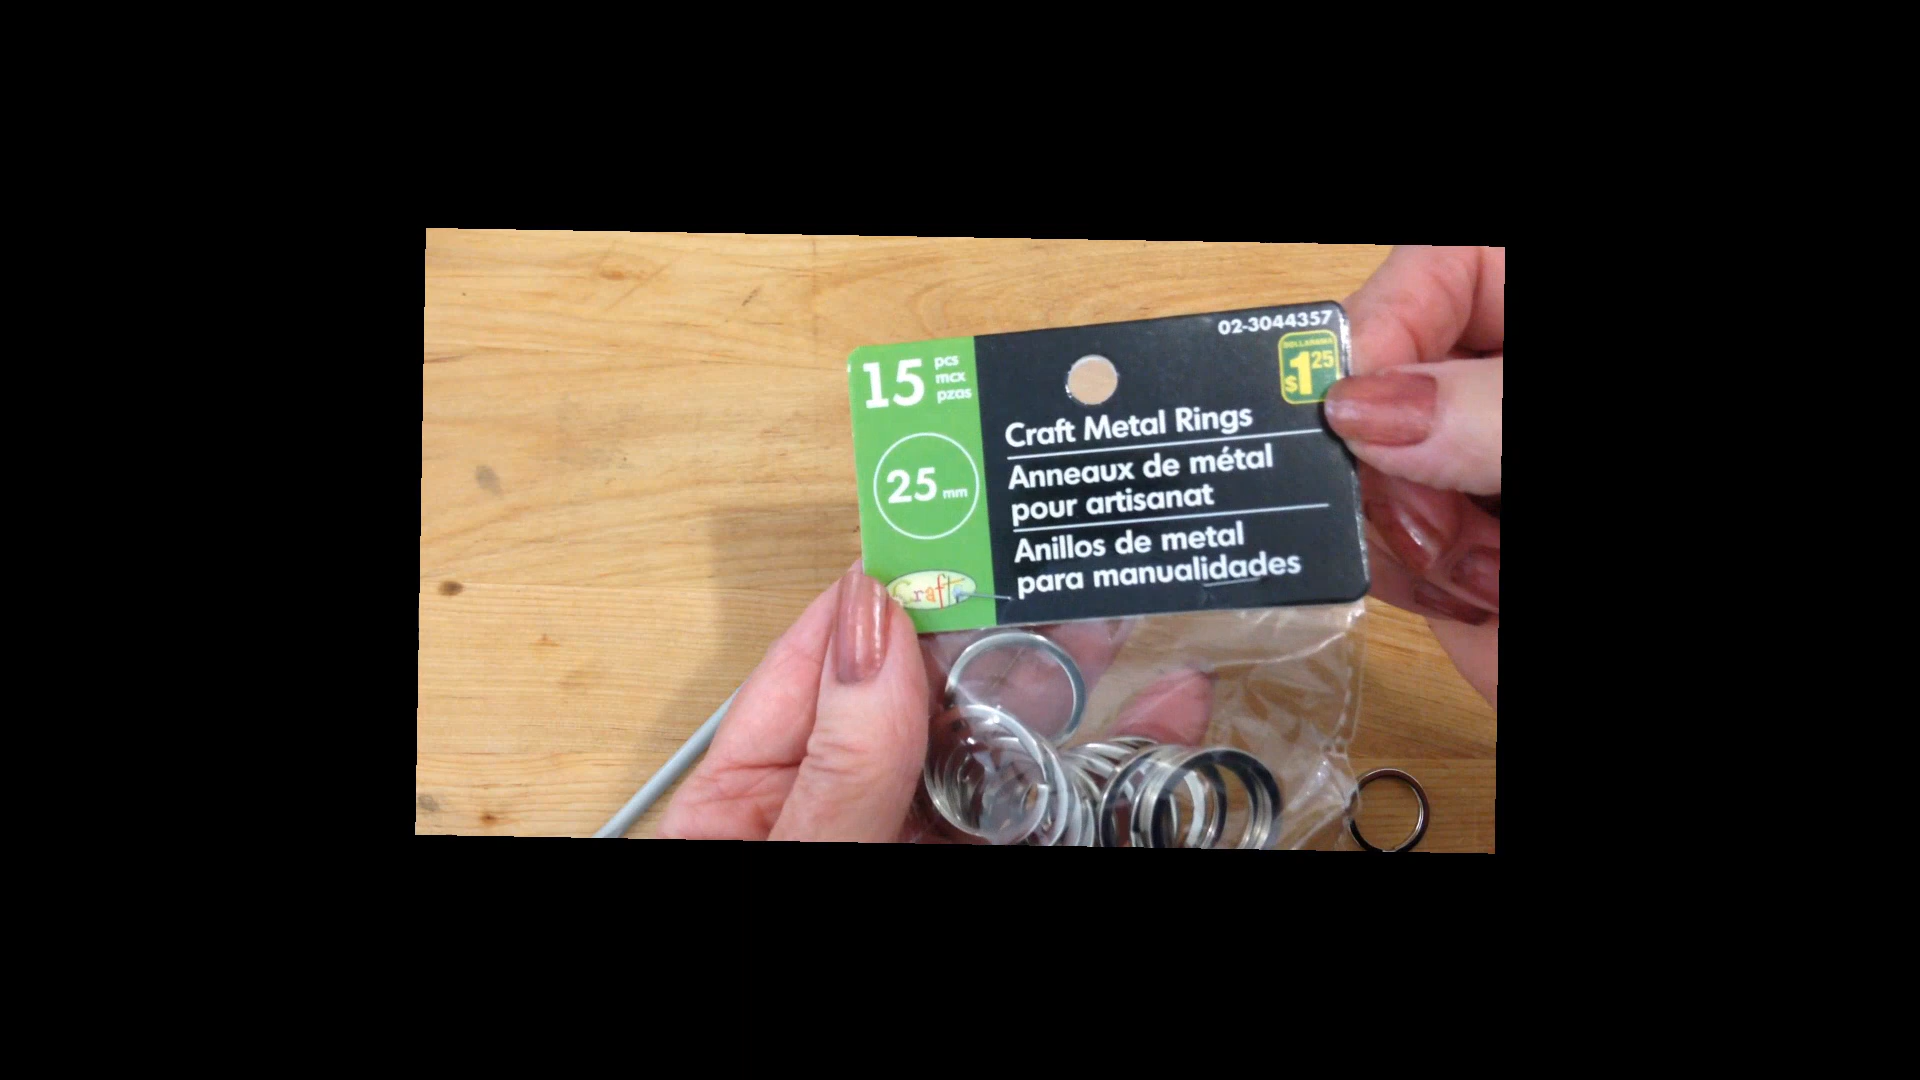 02-3044357
DOLLARAMA
$1.25
15 pcs
mcx
pzas
25 mm
Crafts
Craft Metal Rings
Anneaux de métal
pour artisanat
Anillos de metal
para manualidades